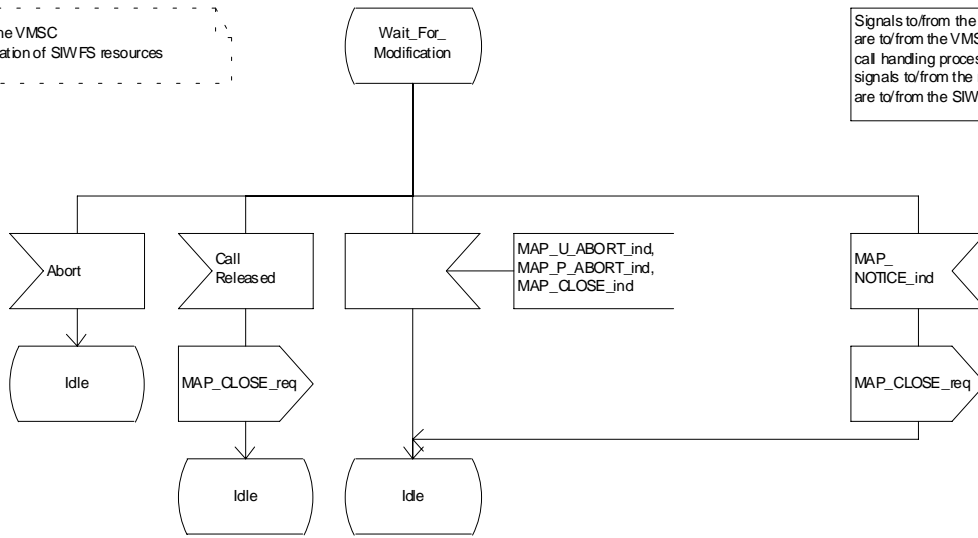 he VMSC
ation of SIWFS resources
Wait_For_
Modification
Signals to/from the
are to/from the VMS
call handling proces
signals to/from the
are to/from the SIW
Abort
Call
Released
MAP_U_ABORT_ind,
MAP_P_ABORT_ind,
MAP_CLOSE_ind
MAP_
NOTICE_ind
Idle
MAP_CLOSE_req
MAP_CLOSE_req
Idle
Idle